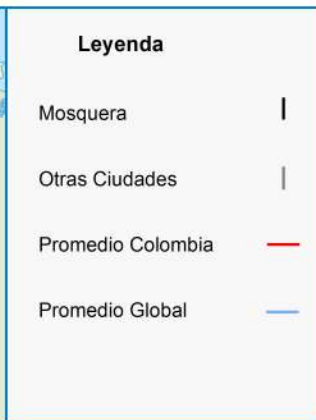 Leyenda
Mosquera
Otras Ciudades
Promedio Colombia
Promedio Global